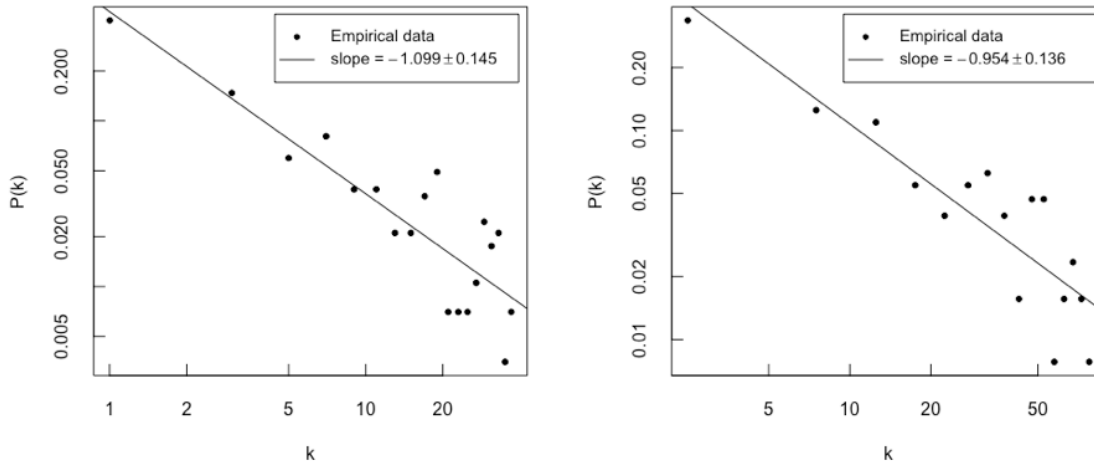 Empirical data
slope = −1.099 ± 0.145
P(k)
0.200
0.050
0.020
0.005
1 2 5 10 20
k
Empirical data
slope = −0.954 ± 0.136
P(k)
0.20
0.10
0.05
0.02
0.01
5 10 20 50
k